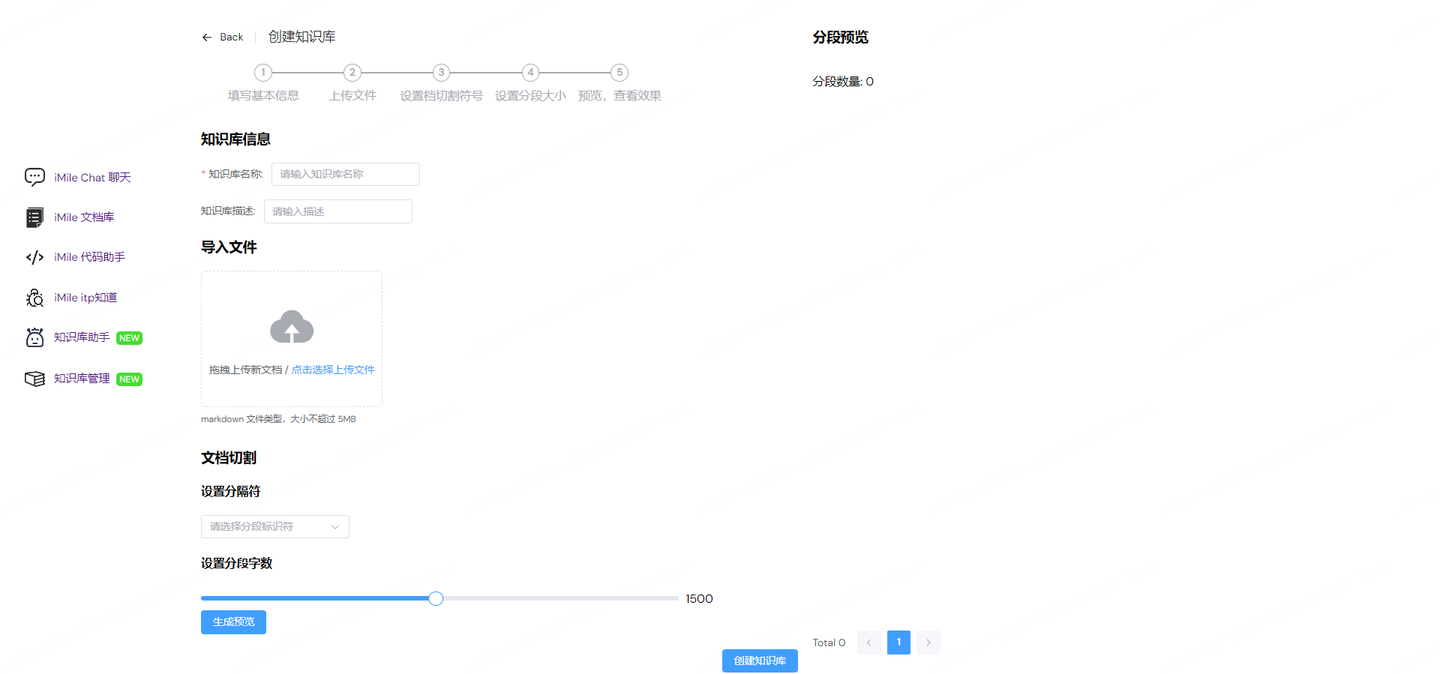 Back
创建知识库
1
2
3
4
5
填写基本信息
上传文件
设置档切割符号
设置分段大小
预览，查看效果
iMile Chat 聊天
iMile 文档库
iMile 代码助手
iMile itp知道
知识库助手 NEW
知识库管理 NEW
知识库信息
* 知识库名称:
请输入知识库名称
知识库描述:
请输入描述
导入文件
拖拽上传新文档 / 点击选择上传文件
markdown 文件类型，大小不超过 5MB
文档切割
设置分隔符
请选择分段标识符
设置分段字数
1500
生成预览
创建知识库
分段预览
分段数量: 0
Total 0
1